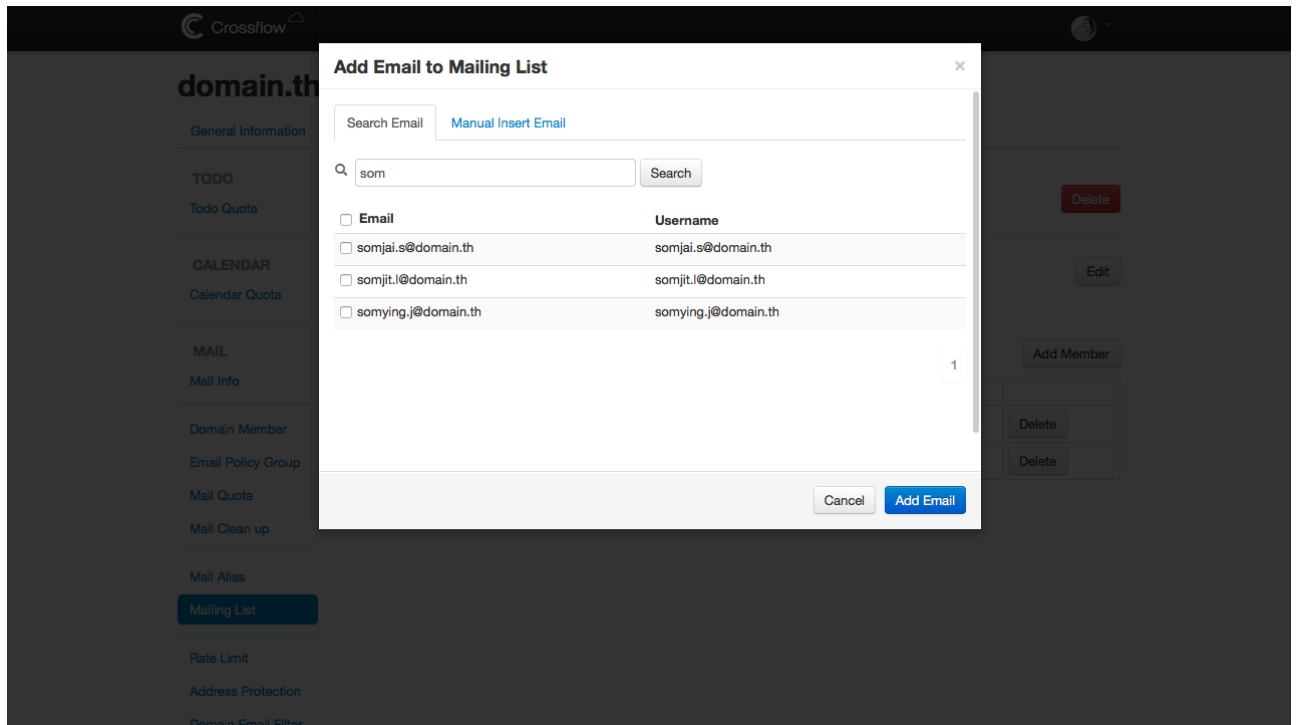 Crossflow
domain.th
General Information
TODO
Todo Quota
CALENDAR
Calendar Quota
MAIL
Mail Info
Domain Member
Email Policy Group
Mail Quota
Mail Clean up
Mail Alias
Mailing List
Rate Limit
Address Protection
Domain Email Filter
Add Email to Mailing List ×
Search Email Manual Insert Email
som Search
Email Username
somjai.s@domain.th somjai.s@domain.th
somjit.l@domain.th somjit.l@domain.th
somying.j@domain.th somying.j@domain.th
1
Cancel Add Email
Delete
Edit
Add Member
Delete
Delete